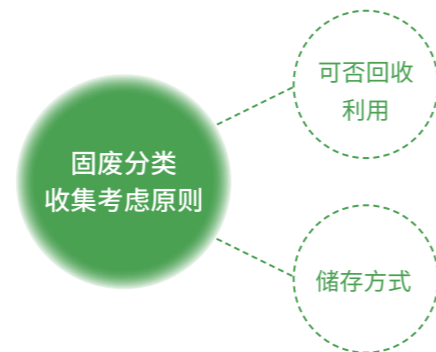 固废分类
收集考虑原则
可否回收
利用
储存方式